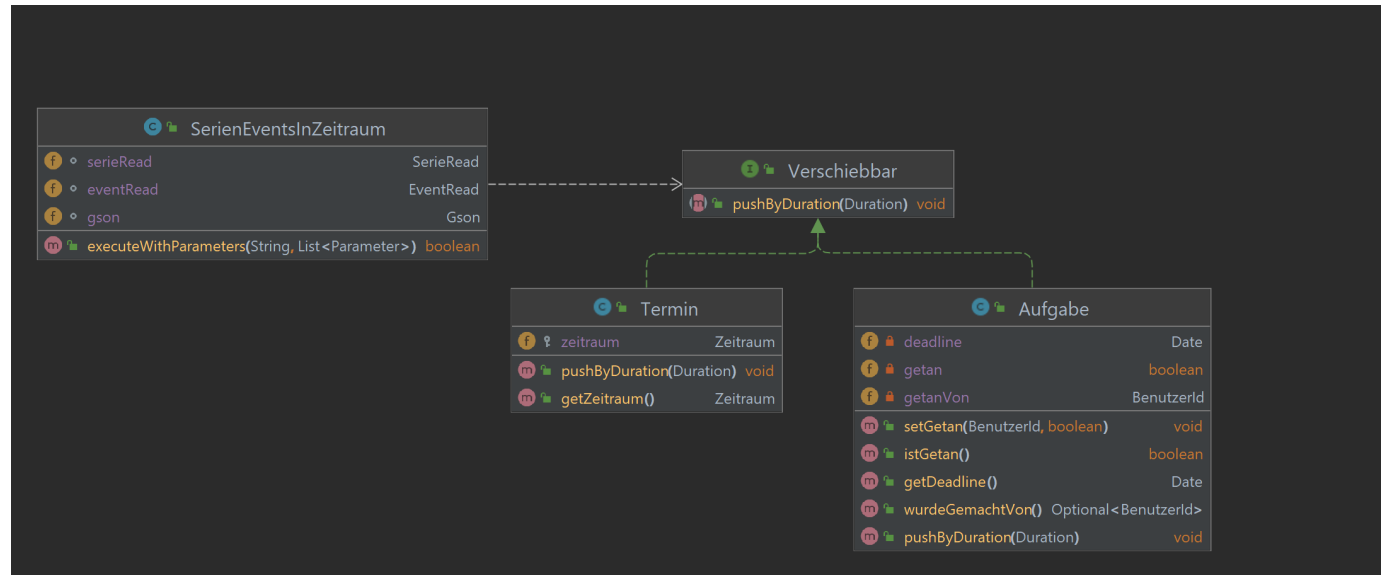 SerienEventsInZeitraum
serieRead SerieRead
eventRead EventRead
gson Gson
executeWithParameters(String, List<Parameter>) boolean
Verschiebbar
pushByDuration(Duration) void
Termin
zeitraum Zeitraum
pushByDuration(Duration) void
getZeitraum() Zeitraum
Aufgabe
deadline Date
getan boolean
getanVon BenutzerId
setGetan(BenutzerId, boolean) void
istGetan() boolean
getDeadline() Date
wurdeGemachtVon() Optional<BenutzerId>
pushByDuration(Duration) void